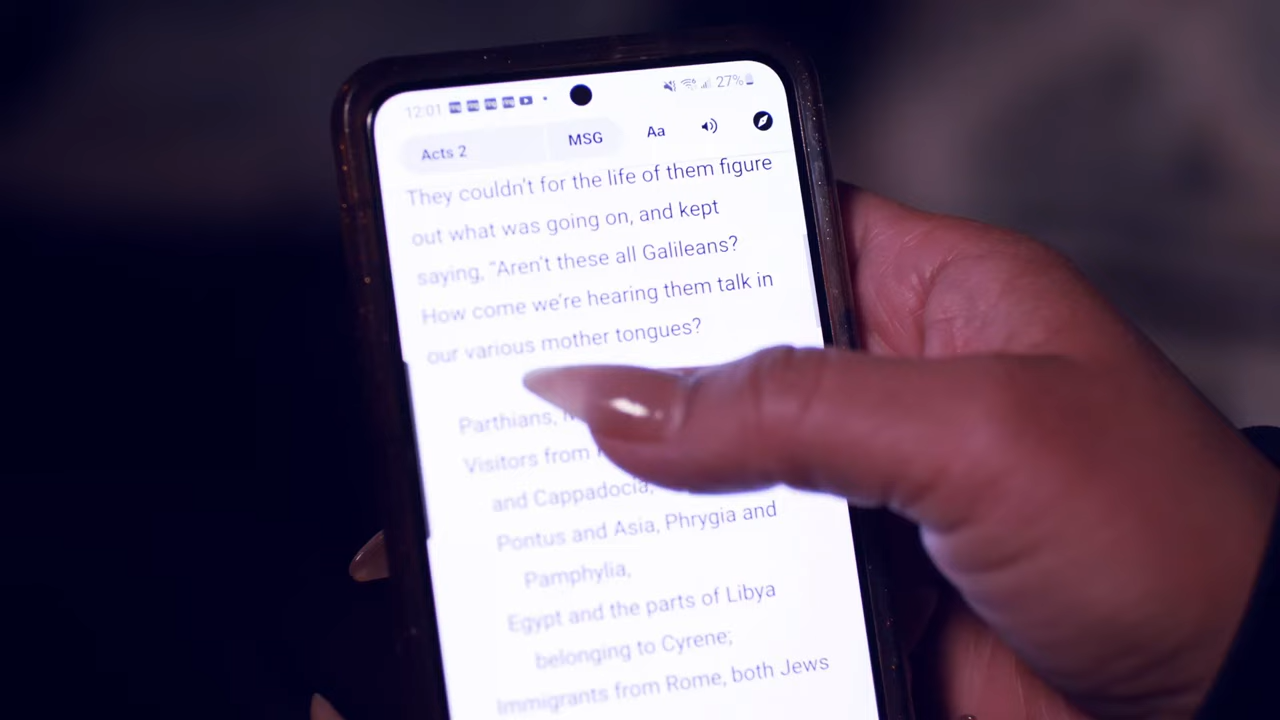 12:01 27%
Acts 2 MSG Aa
They couldn't for the life of them figure
out what was going on, and kept
saying, "Aren't these all Galileans?
How come we're hearing them talk in
our various mother tongues?
Parthians,
Visitors from
and Cappadocia,
Pontus and Asia, Phrygia and
Pamphylia,
Egypt and the parts of Libya
belonging to Cyrene;
Immigrants from Rome, both Jews